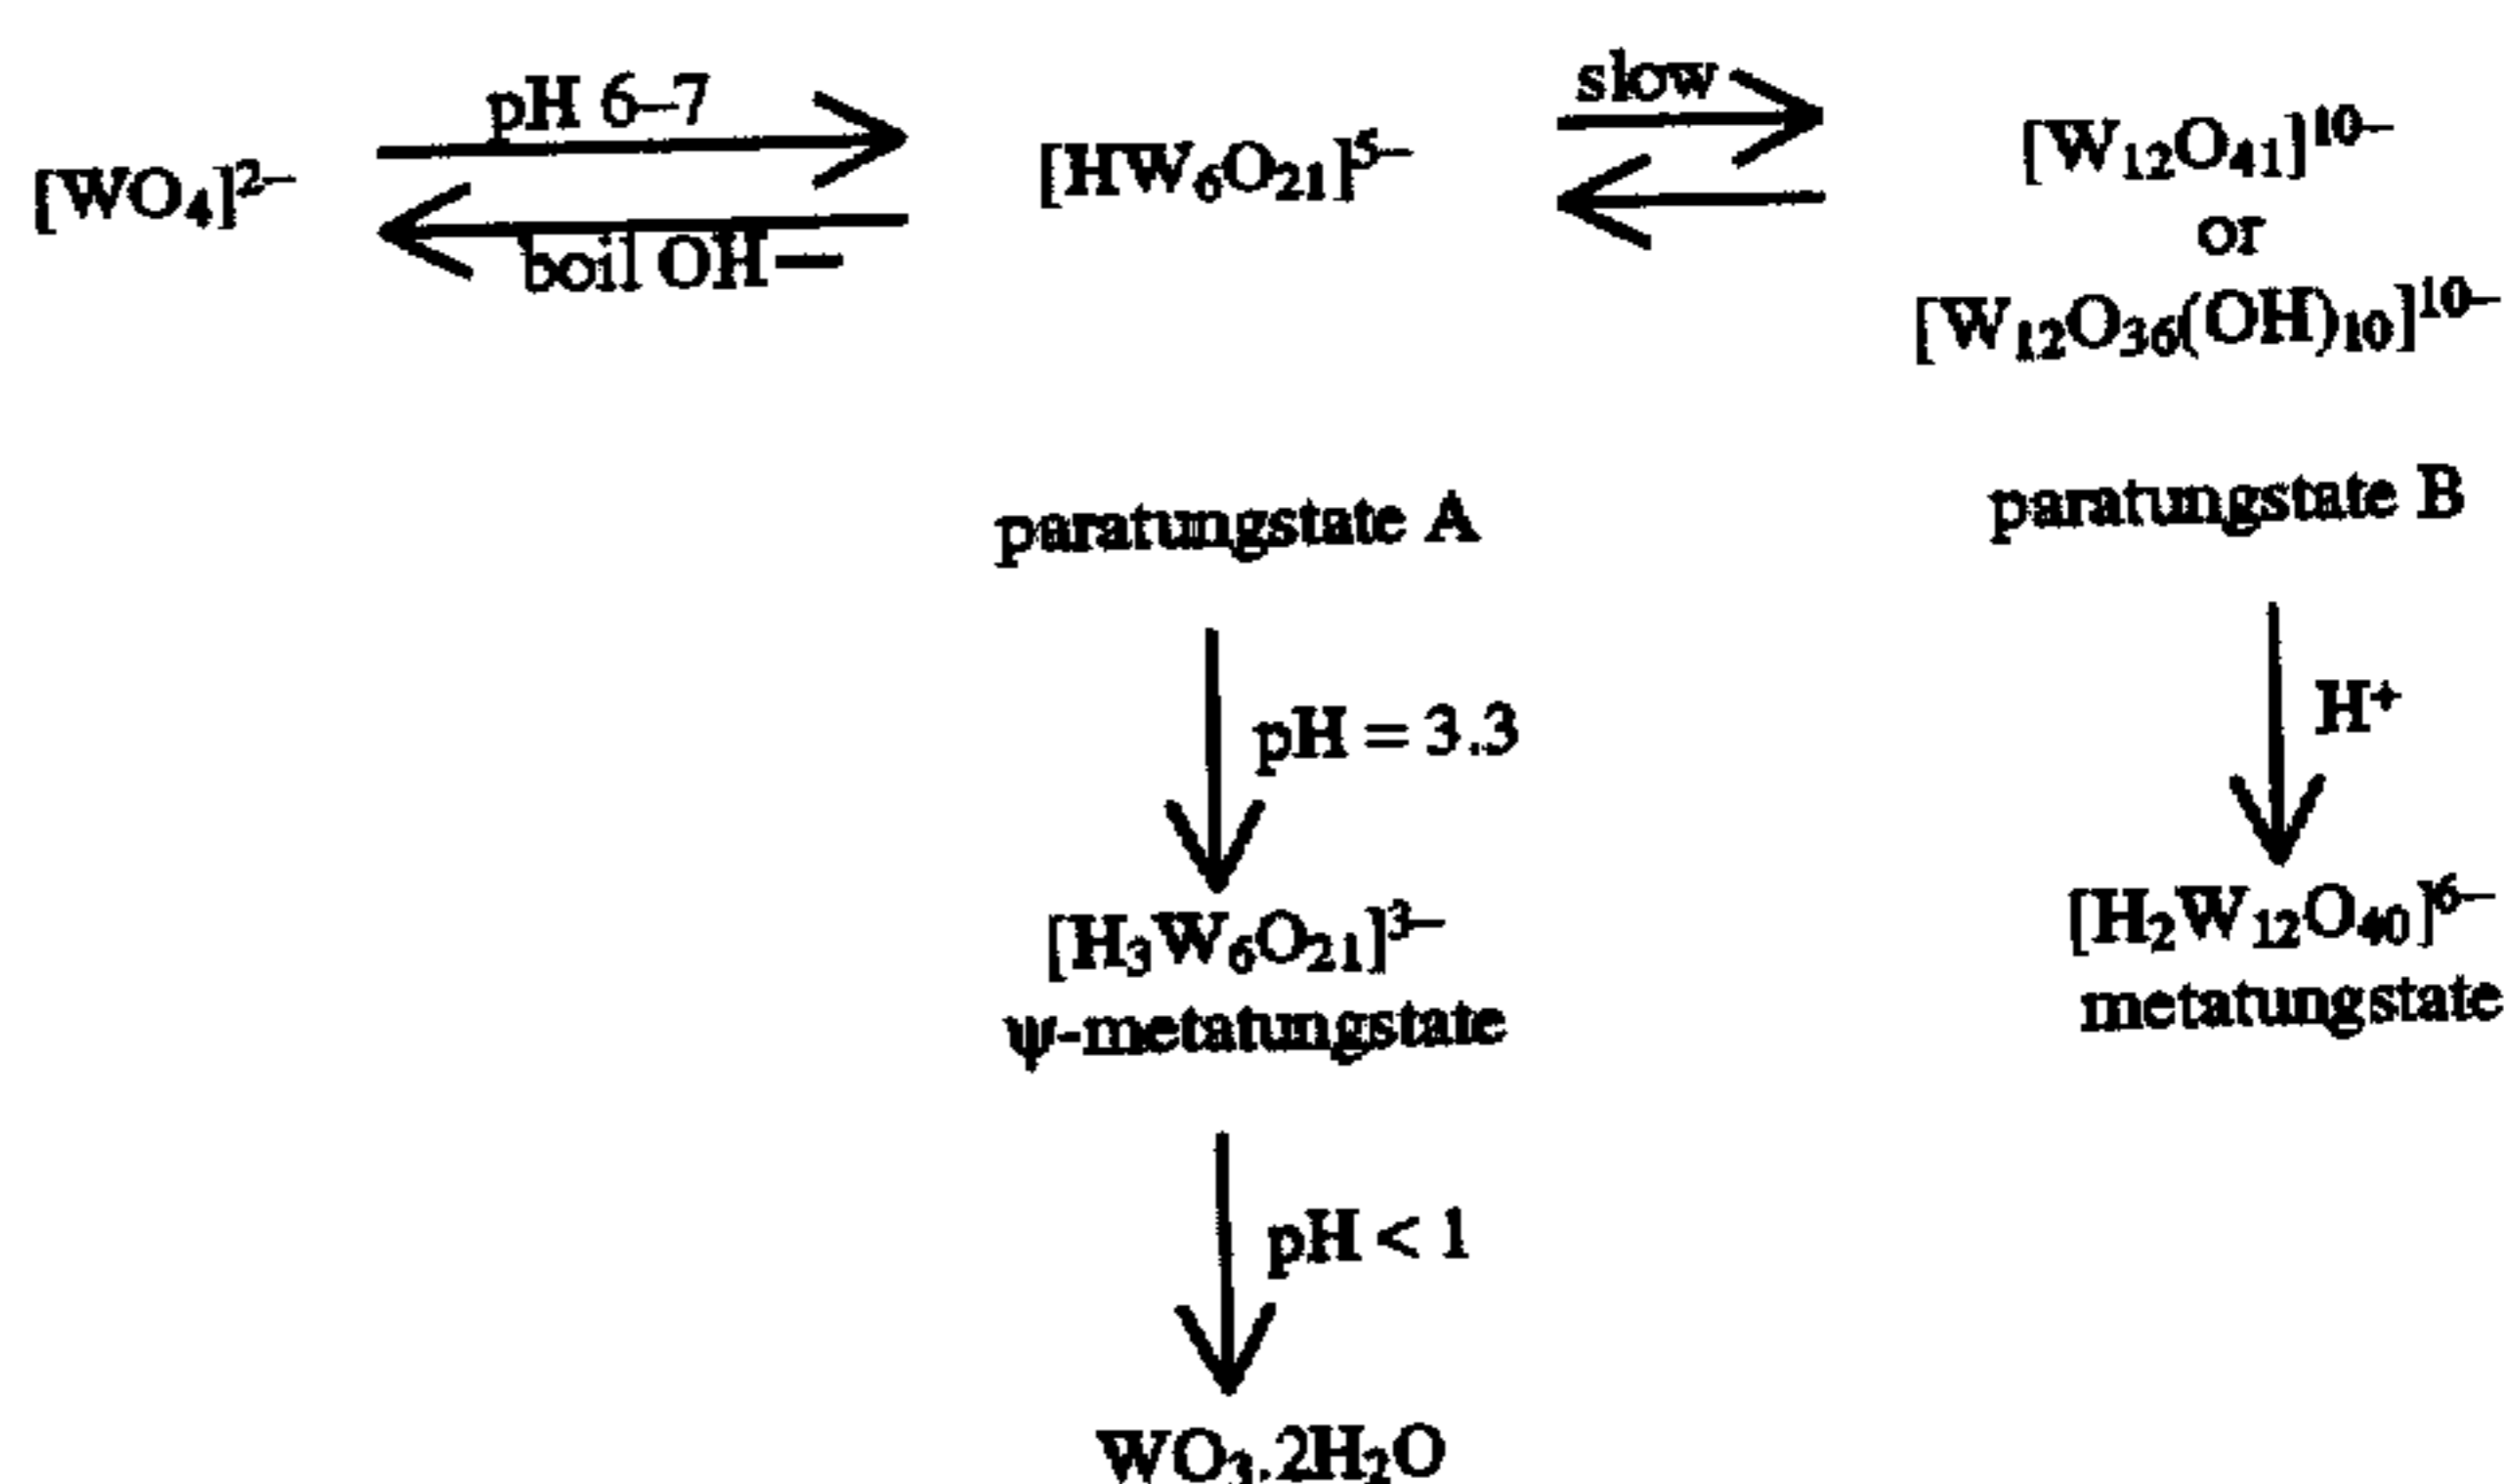 pH 6–7
slow
[WO₄]²⁻
[HW₆O₂₁]⁵⁻
[W₁₂O₄₁]¹⁰⁻
boil OH—
or
[W₁₂O₃₆(OH)₁₀]¹⁰⁻
paratungstate A
paratungstate B
pH = 3.3
H⁺
[H₃W₆O₂₁]³⁻
[H₂W₁₂O₄₀]⁶⁻
ψ-metatungstate
metatungstate
pH < 1
WO₃.2H₂O